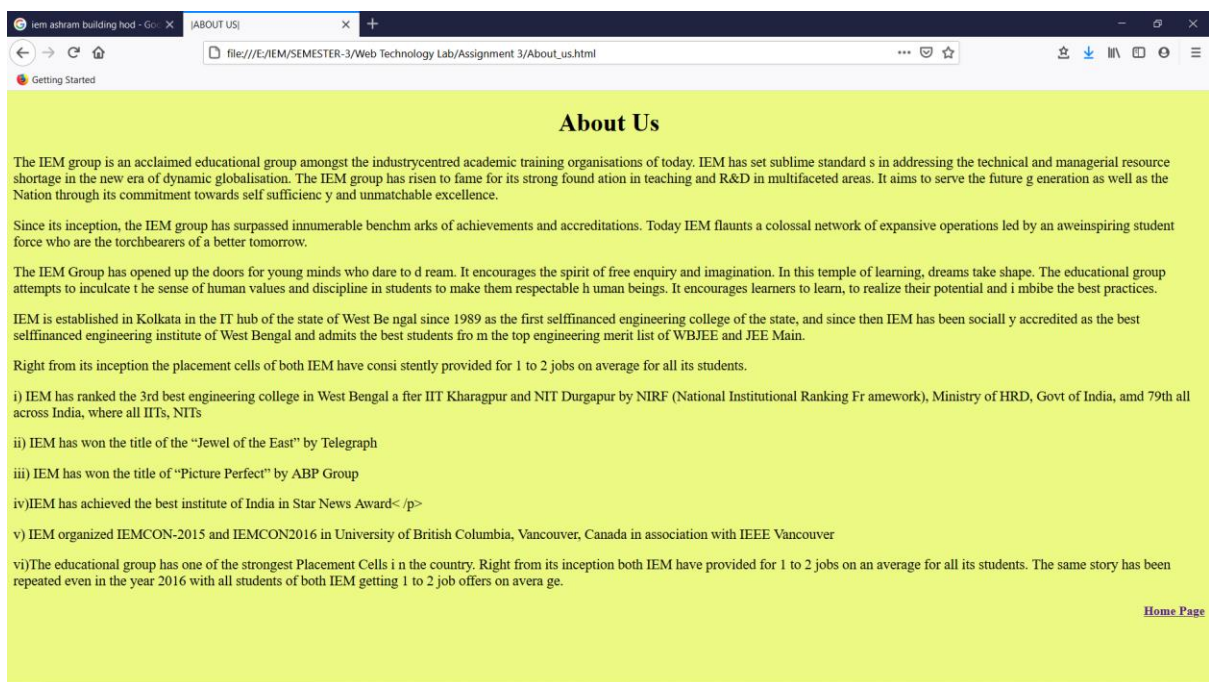 iem ashram building hod - Goo
|ABOUT US|
file:///E:/IEM/SEMESTER-3/Web Technology Lab/Assignment 3/About_us.html
Getting Started
About Us
The IEM group is an acclaimed educational group amongst the industrycentred academic training organisations of today. IEM has set sublime standard s in addressing the technical and managerial resource
shortage in the new era of dynamic globalisation. The IEM group has risen to fame for its strong found ation in teaching and R&D in multifaceted areas. It aims to serve the future g eneration as well as the
Nation through its commitment towards self sufficienc y and unmatchable excellence.
Since its inception, the IEM group has surpassed innumerable benchm arks of achievements and accreditations. Today IEM flaunts a colossal network of expansive operations led by an aweinspiring student
force who are the torchbearers of a better tomorrow.
The IEM Group has opened up the doors for young minds who dare to d ream. It encourages the spirit of free enquiry and imagination. In this temple of learning, dreams take shape. The educational group
attempts to inculcate t he sense of human values and discipline in students to make them respectable h uman beings. It encourages learners to learn, to realize their potential and i mbibe the best practices.
IEM is established in Kolkata in the IT hub of the state of West Be ngal since 1989 as the first selffinanced engineering college of the state, and since then IEM has been sociall y accredited as the best
selffinanced engineering institute of West Bengal and admits the best students fro m the top engineering merit list of WBJEE and JEE Main.
Right from its inception the placement cells of both IEM have consi stently provided for 1 to 2 jobs on average for all its students.
i) IEM has ranked the 3rd best engineering college in West Bengal a fter IIT Kharagpur and NIT Durgapur by NIRF (National Institutional Ranking Fr amework), Ministry of HRD, Govt of India, amd 79th all
across India, where all IITs, NITs
ii) IEM has won the title of the “Jewel of the East” by Telegraph
iii) IEM has won the title of “Picture Perfect” by ABP Group
iv)IEM has achieved the best institute of India in Star News Award< /p>
v) IEM organized IEMCON-2015 and IEMCON2016 in University of British Columbia, Vancouver, Canada in association with IEEE Vancouver
vi)The educational group has one of the strongest Placement Cells i n the country. Right from its inception both IEM have provided for 1 to 2 jobs on an average for all its students. The same story has been
repeated even in the year 2016 with all students of both IEM getting 1 to 2 job offers on avera ge.
Home Page